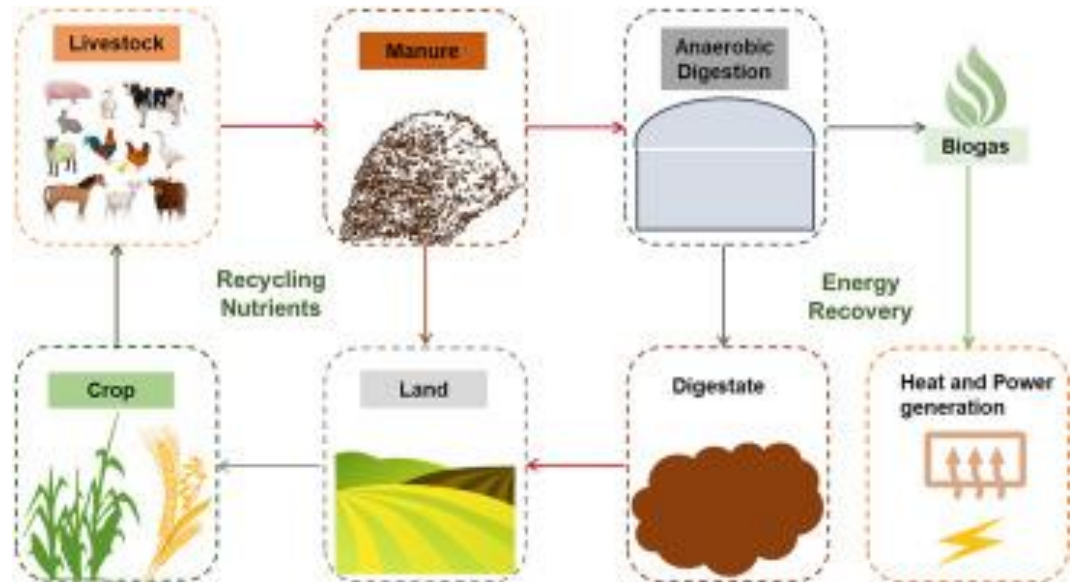 Livestock
Manure
Anaerobic
Digestion
Biogas
Recycling
Nutrients
Energy
Recovery
Crop
Land
Digestate
Heat and Power
generation